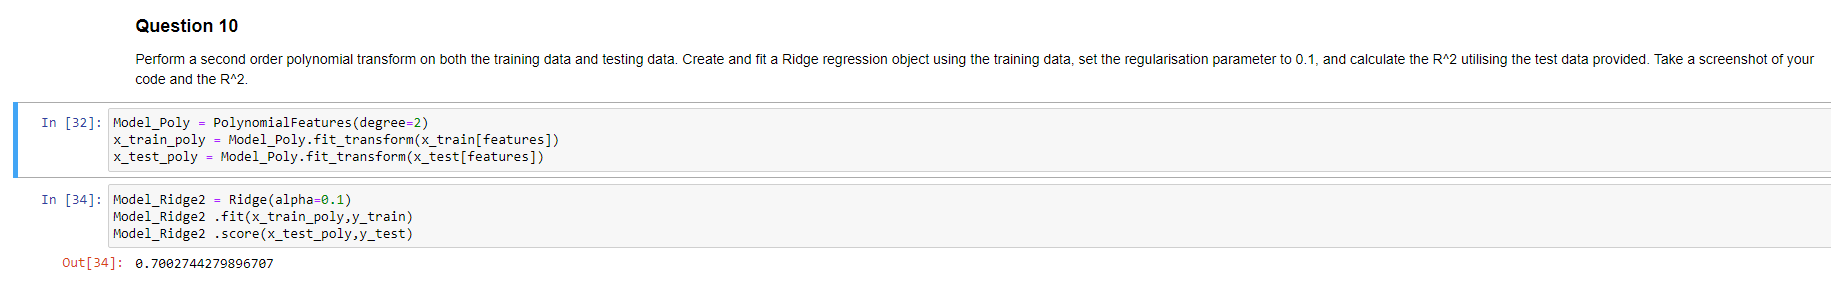 Question 10
Perform a second order polynomial transform on both the training data and testing data. Create and fit a Ridge regression object using the training data, set the regularisation parameter to 0.1, and calculate the R^2 utilising the test data provided. Take a screenshot of your
code and the R^2.
In [32]: Model_Poly = PolynomialFeatures(degree=2)
x_train_poly = Model_Poly.fit_transform(x_train[features])
x_test_poly = Model_Poly.fit_transform(x_test[features])
In [34]: Model_Ridge2 = Ridge(alpha=0.1)
Model_Ridge2 .fit(x_train_poly,y_train)
Model_Ridge2 .score(x_test_poly,y_test)
Out[34]: 0.7002744279896707